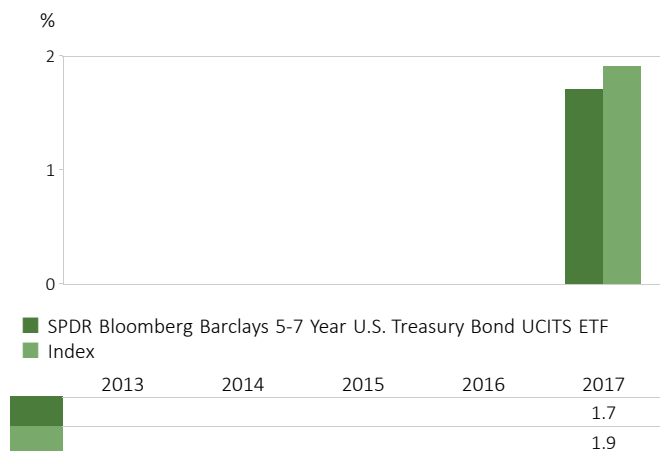 %
2
1
0
SPDR Bloomberg Barclays 5-7 Year U.S. Treasury Bond UCITS ETF
Index
2013 2014 2015 2016 2017
1.7
1.9